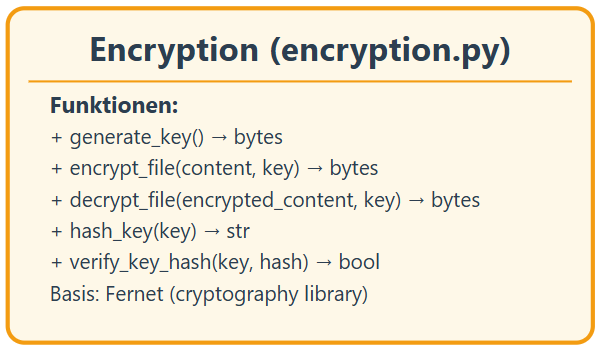 Encryption (encryption.py)
Funktionen:
+ generate_key() → bytes
+ encrypt_file(content, key) → bytes
+ decrypt_file(encrypted_content, key) → bytes
+ hash_key(key) → str
+ verify_key_hash(key, hash) → bool
Basis: Fernet (cryptography library)